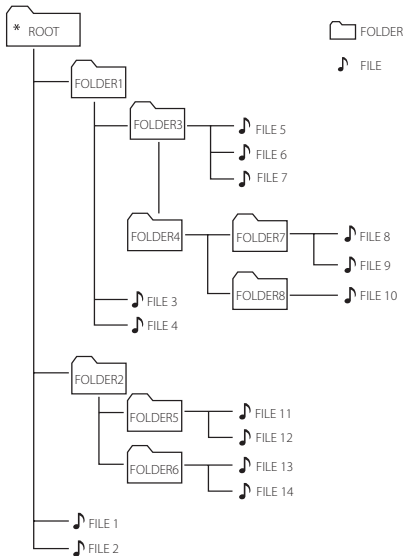 * ROOT
FOLDER
FILE
FOLDER1
FOLDER3
FILE 5
FILE 6
FILE 7
FOLDER4
FOLDER7
FILE 8
FILE 9
FOLDER8
FILE 10
FILE 3
FILE 4
FOLDER2
FOLDER5
FILE 11
FILE 12
FOLDER6
FILE 13
FILE 14
FILE 1
FILE 2